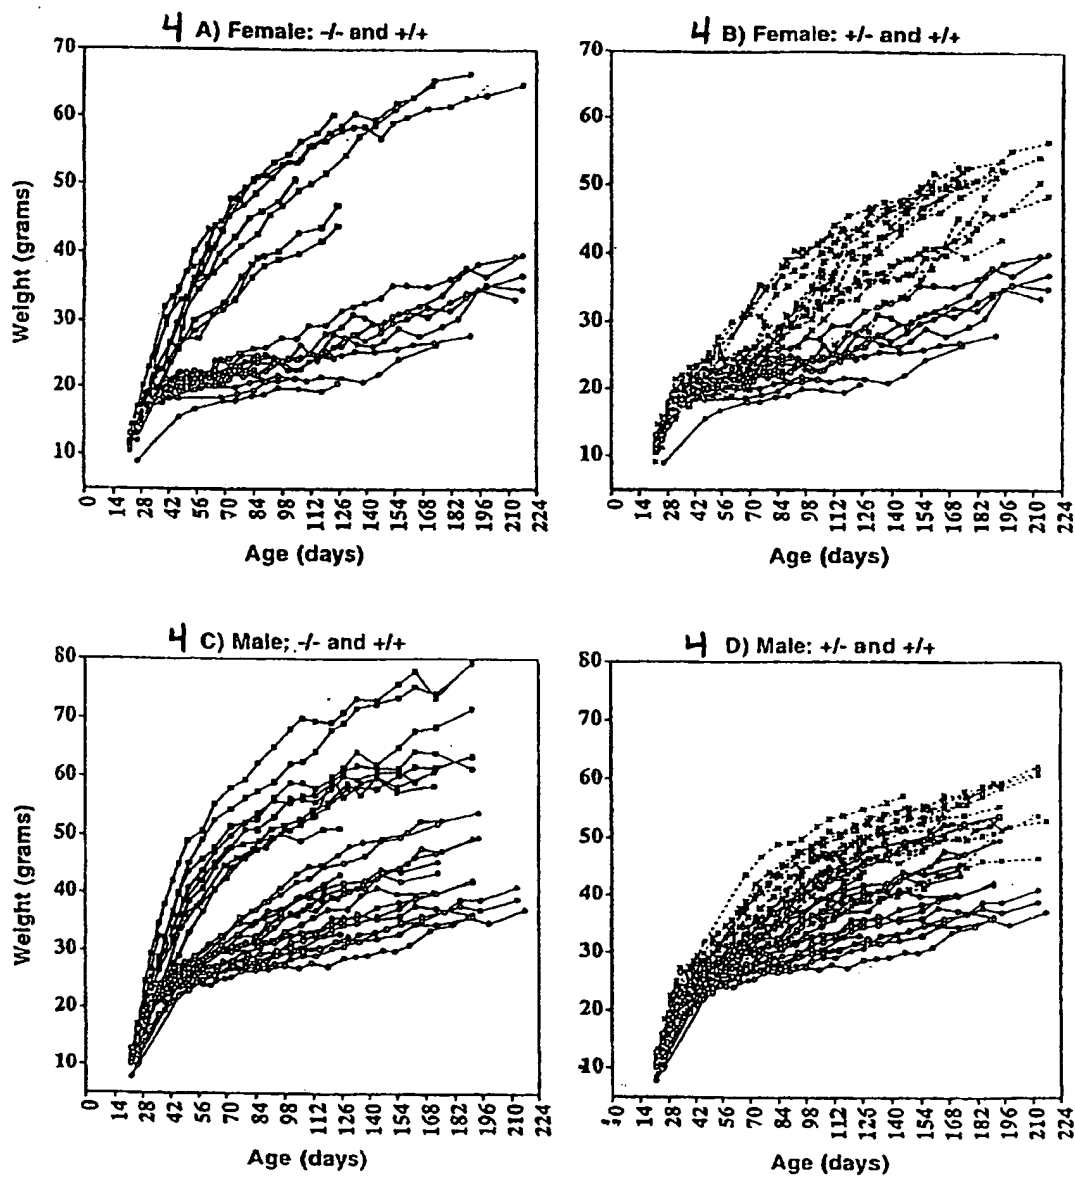 4 A) Female: -/- and +/+
Weight (grams)
70
60
50
40
30
20
10
0 14 28 42 56 70 84 98 112 126 140 154 168 182 196 210 224
Age (days)
4 B) Female: +/- and +/+
70
60
50
40
30
20
10
0 14 28 42 56 70 84 98 112 126 140 154 168 182 196 210 224
Age (days)
4 C) Male; -/- and +/+
Weight (grams)
80
70
60
50
40
30
20
10
0 14 28 42 56 70 84 98 112 126 140 154 168 182 196 210 224
Age (days)
4 D) Male: +/- and +/+
80
70
60
50
40
30
20
10
0 14 28 42 56 70 84 98 112 126 140 154 168 182 196 210 224
Age (days)